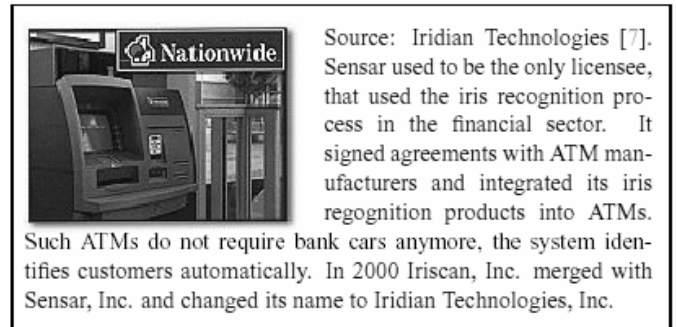 Nationwide
Source: Iridian Technologies [7].
Sensar used to be the only licensee,
that used the iris recognition pro-
cess in the financial sector. It
signed agreements with ATM man-
ufacturers and integrated its iris
regognition products into ATMs.
Such ATMs do not require bank cars anymore, the system iden-
tifies customers automatically. In 2000 Iriscan, Inc. merged with
Sensar, Inc. and changed its name to Iridian Technologies, Inc.